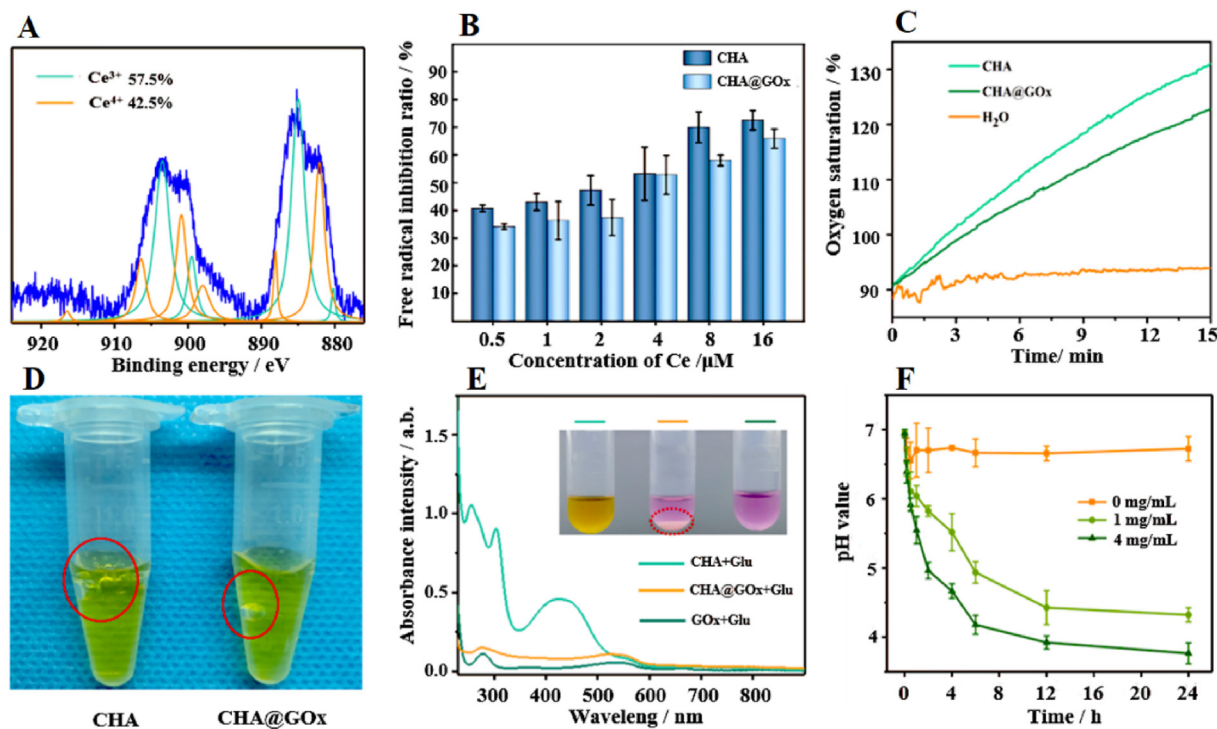 A
Ce³⁺ 57.5%
Ce⁴⁺ 42.5%
920 910 900 890 880
Binding energy / eV
B
Free radical inhibition ratio / %
90
80
70
60
50
40
30
20
10
0
CHA
CHA@GOx
0.5 1 2 4 8 16
Concentration of Ce /μM
C
Oxygen saturation / %
130
120
110
100
90
CHA
CHA@GOx
H₂O
0 3 6 9 12 15
Time/ min
D
CHA CHA@GOx
E
Absorbance intensity / a.b.
1.5
1.0
0.5
0.0
CHA+Glu
CHA@GOx+Glu
GOx+Glu
300 400 500 600 700 800 900
Waveleng / nm
F
pH value
7
6
5
4
0 mg/mL
1 mg/mL
4 mg/mL
0 4 8 12 16 20 24
Time / h